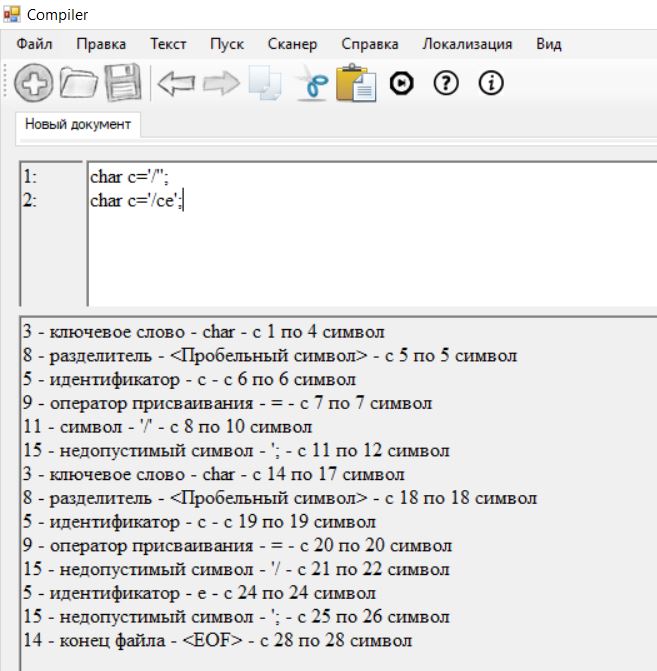 Compiler
Файл Правка Текст Пуск Сканер Справка Локализация Вид
Новый документ
1: char c='/'';
2: char c='/ce';
3 - ключевое слово - char - с 1 по 4 символ
8 - разделитель - <Пробельный символ> - с 5 по 5 символ
5 - идентификатор - c - с 6 по 6 символ
9 - оператор присваивания - = - с 7 по 7 символ
11 - символ - '/' - с 8 по 10 символ
15 - недопустимый символ - '; - с 11 по 12 символ
3 - ключевое слово - char - с 14 по 17 символ
8 - разделитель - <Пробельный символ> - с 18 по 18 символ
5 - идентификатор - c - с 19 по 19 символ
9 - оператор присваивания - = - с 20 по 20 символ
15 - недопустимый символ - '/ - с 21 по 22 символ
5 - идентификатор - e - с 24 по 24 символ
15 - недопустимый символ - '; - с 25 по 26 символ
14 - конец файла - <EOF> - с 28 по 28 символ